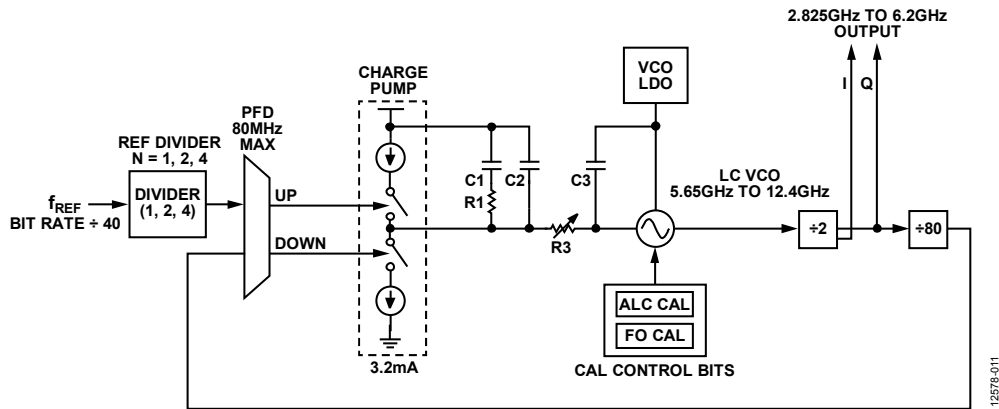 2.825GHz TO 6.2GHz
OUTPUT
I
Q
VCO
LDO
CHARGE
PUMP
PFD
80MHz
MAX
REF DIVIDER
N = 1, 2, 4
DIVIDER
(1, 2, 4)
fREF
BIT RATE ÷ 40
UP
DOWN
C1
R1
C2
C3
R3
LC VCO
5.65GHz TO 12.4GHz
÷2
÷80
ALC CAL
FO CAL
CAL CONTROL BITS
3.2mA
12578-011